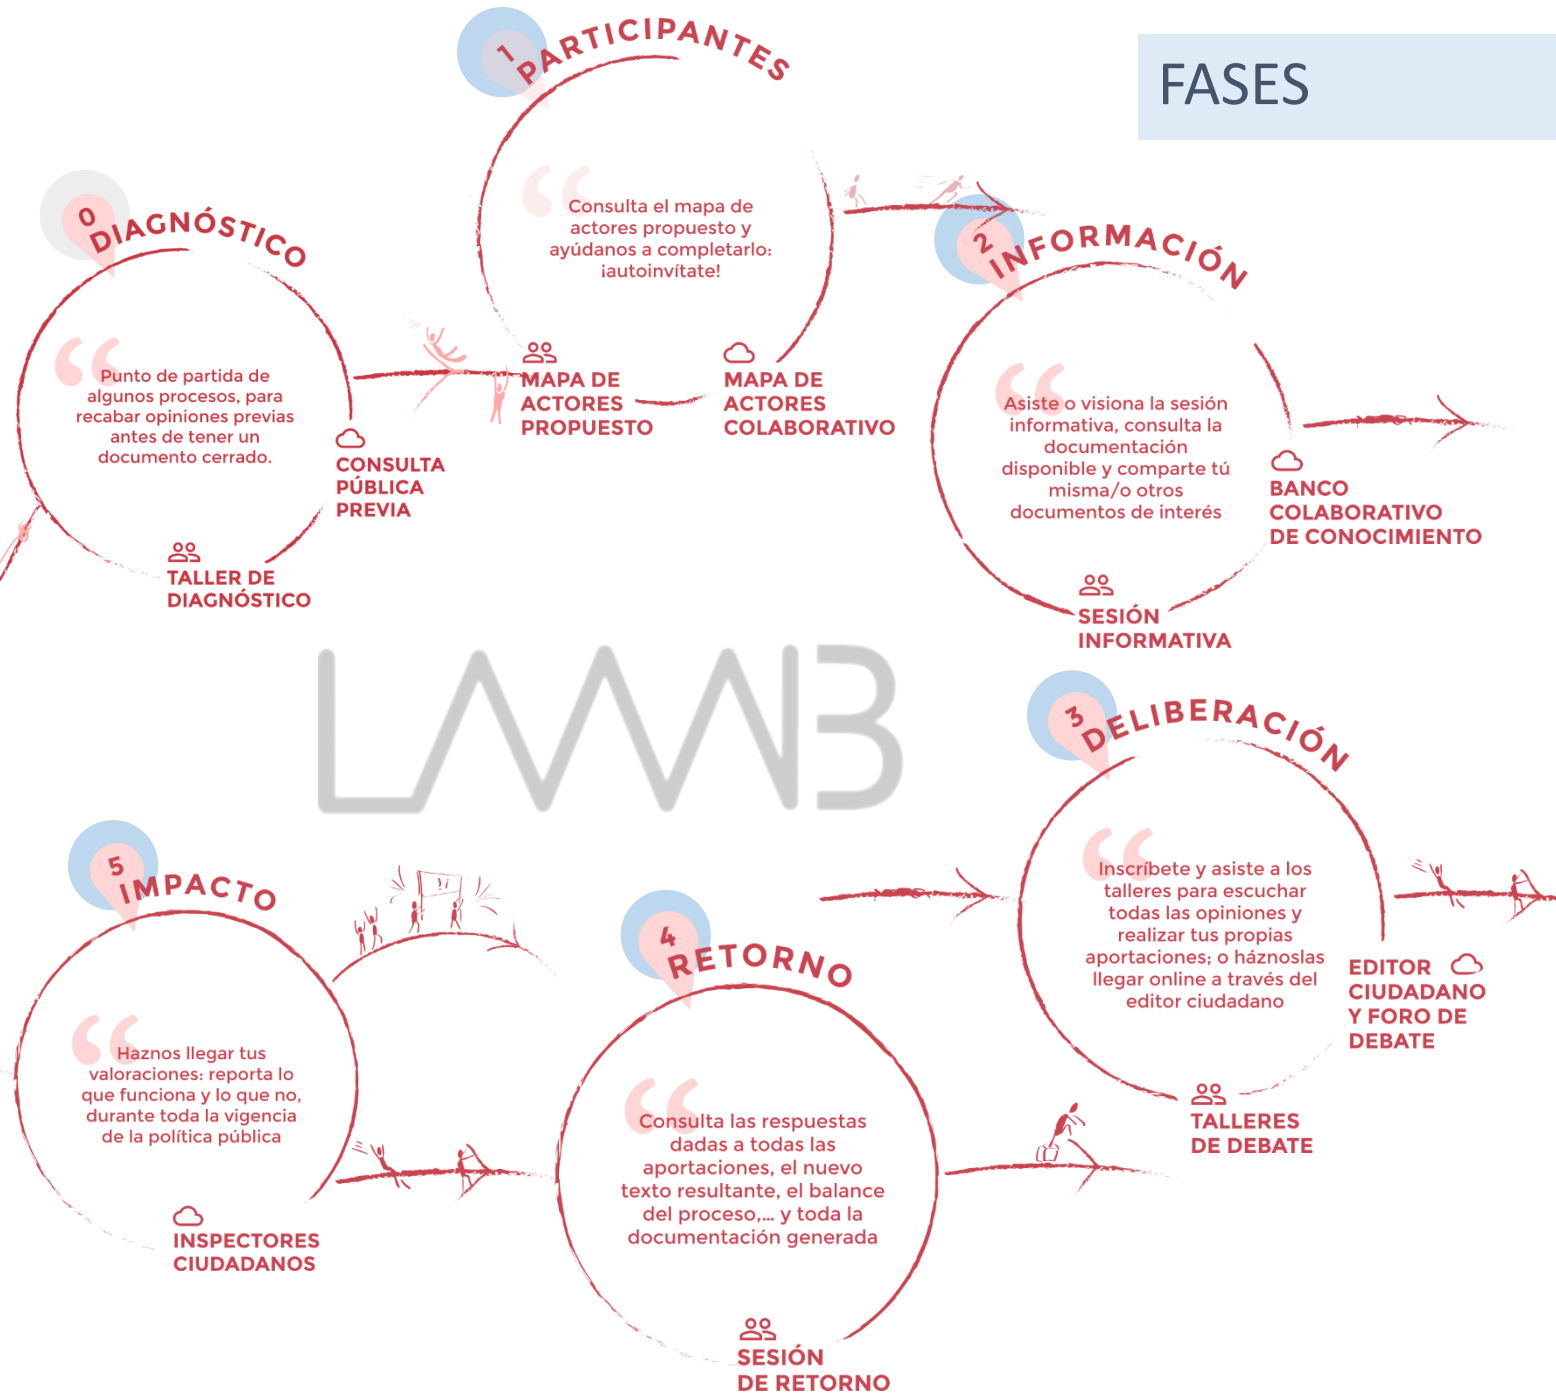 FASES
0
DIAGNÓSTICO
Punto de partida de
algunos procesos, para
recabar opiniones previas
antes de tener un
documento cerrado.
CONSULTA
PÚBLICA
PREVIA
TALLER DE
DIAGNÓSTICO
1
PARTICIPANTES
Consulta el mapa de
actores propuesto y
ayúdanos a completarlo:
¡autoinvítate!
MAPA DE
ACTORES
PROPUESTO
MAPA DE
ACTORES
COLABORATIVO
2
INFORMACIÓN
Asiste o visiona la sesión
informativa, consulta la
documentación
disponible y comparte tú
misma/o otros
documentos de interés
BANCO
COLABORATIVO
DE CONOCIMIENTO
SESIÓN
INFORMATIVA
LAAAB
3
DELIBERACIÓN
Inscríbete y asiste a los
talleres para escuchar
todas las opiniones y
realizar tus propias
aportaciones; o háznoslas
llegar online a través del
editor ciudadano
EDITOR
CIUDADANO
Y FORO DE
DEBATE
TALLERES
DE DEBATE
4
RETORNO
Consulta las respuestas
dadas a todas las
aportaciones, el nuevo
texto resultante, el balance
del proceso,... y toda la
documentación generada
SESIÓN
DE RETORNO
5
IMPACTO
Haznos llegar tus
valoraciones: reporta lo
que funciona y lo que no,
durante toda la vigencia
de la política pública
INSPECTORES
CIUDADANOS